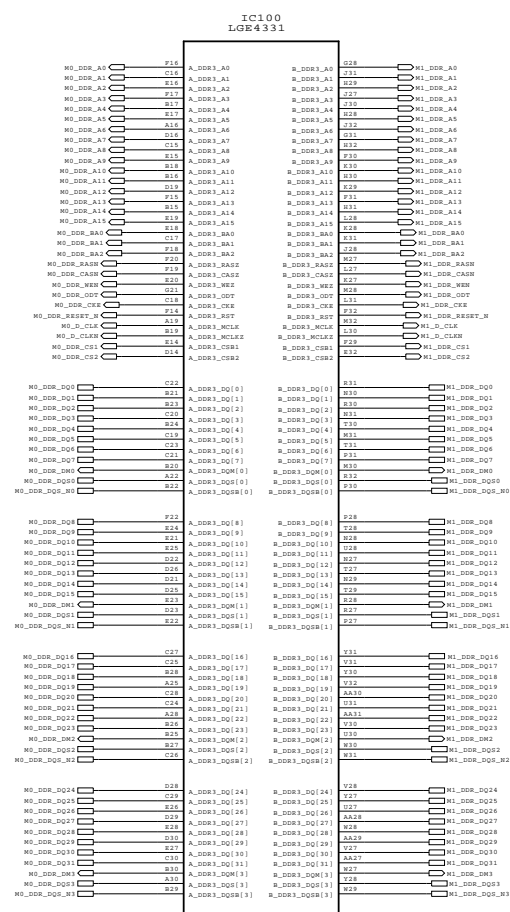 IC100
LGE4331
M0_DDR_A0 F16 A_DDR3_A0 B_DDR3_A0 G28 M1_DDR_A0
M0_DDR_A1 C16 A_DDR3_A1 B_DDR3_A1 J31 M1_DDR_A1
M0_DDR_A2 E16 A_DDR3_A2 B_DDR3_A2 H29 M1_DDR_A2
M0_DDR_A3 F17 A_DDR3_A3 B_DDR3_A3 J27 M1_DDR_A3
M0_DDR_A4 B17 A_DDR3_A4 B_DDR3_A4 J30 M1_DDR_A4
M0_DDR_A5 E17 A_DDR3_A5 B_DDR3_A5 H28 M1_DDR_A5
M0_DDR_A6 A16 A_DDR3_A6 B_DDR3_A6 J32 M1_DDR_A6
M0_DDR_A7 D16 A_DDR3_A7 B_DDR3_A7 G31 M1_DDR_A7
M0_DDR_A8 C15 A_DDR3_A8 B_DDR3_A8 H32 M1_DDR_A8
M0_DDR_A9 E15 A_DDR3_A9 B_DDR3_A9 F30 M1_DDR_A9
M0_DDR_A10 B18 A_DDR3_A10 B_DDR3_A10 K30 M1_DDR_A10
M0_DDR_A11 B16 A_DDR3_A11 B_DDR3_A11 H30 M1_DDR_A11
M0_DDR_A12 D19 A_DDR3_A12 B_DDR3_A12 K29 M1_DDR_A12
M0_DDR_A13 F15 A_DDR3_A13 B_DDR3_A13 F31 M1_DDR_A13
M0_DDR_A14 B15 A_DDR3_A14 B_DDR3_A14 H31 M1_DDR_A14
M0_DDR_A15 E19 A_DDR3_A15 B_DDR3_A15 L28 M1_DDR_A15
M0_DDR_BA0 E18 A_DDR3_BA0 B_DDR3_BA0 K28 M1_DDR_BA0
M0_DDR_BA1 C17 A_DDR3_BA1 B_DDR3_BA1 K31 M1_DDR_BA1
M0_DDR_BA2 F18 A_DDR3_BA2 B_DDR3_BA2 J28 M1_DDR_BA2
M0_DDR_RASN F20 A_DDR3_RASZ B_DDR3_RASZ M27 M1_DDR_RASN
M0_DDR_CASN F19 A_DDR3_CASZ B_DDR3_CASZ L27 M1_DDR_CASN
M0_DDR_WEN E20 A_DDR3_WEZ B_DDR3_WEZ K27 M1_DDR_WEN
M0_DDR_ODT G21 A_DDR3_ODT B_DDR3_ODT M28 M1_DDR_ODT
M0_DDR_CKE C18 A_DDR3_CKE B_DDR3_CKE L31 M1_DDR_CKE
M0_DDR_RESET_N F14 A_DDR3_RST B_DDR3_RST F32 M1_DDR_RESET_N
M0_D_CLK A19 A_DDR3_MCLK B_DDR3_MCLK M32 M1_D_CLK
M0_D_CLKN B19 A_DDR3_MCLKZ B_DDR3_MCLKZ L30 M1_D_CLKN
M0_DDR_CS1 E14 A_DDR3_CSB1 B_DDR3_CSB1 F29 M1_DDR_CS1
M0_DDR_CS2 D14 A_DDR3_CSB2 B_DDR3_CSB2 E32 M1_DDR_CS2
M0_DDR_DQ0 C22 A_DDR3_DQ[0] B_DDR3_DQ[0] R31 M1_DDR_DQ0
M0_DDR_DQ1 B21 A_DDR3_DQ[1] B_DDR3_DQ[1] N30 M1_DDR_DQ1
M0_DDR_DQ2 B23 A_DDR3_DQ[2] B_DDR3_DQ[2] R30 M1_DDR_DQ2
M0_DDR_DQ3 C20 A_DDR3_DQ[3] B_DDR3_DQ[3] N31 M1_DDR_DQ3
M0_DDR_DQ4 B24 A_DDR3_DQ[4] B_DDR3_DQ[4] T30 M1_DDR_DQ4
M0_DDR_DQ5 C19 A_DDR3_DQ[5] B_DDR3_DQ[5] M31 M1_DDR_DQ5
M0_DDR_DQ6 C23 A_DDR3_DQ[6] B_DDR3_DQ[6] T31 M1_DDR_DQ6
M0_DDR_DQ7 C21 A_DDR3_DQ[7] B_DDR3_DQ[7] P31 M1_DDR_DQ7
M0_DDR_DM0 B20 A_DDR3_DQM[0] B_DDR3_DQM[0] M30 M1_DDR_DM0
M0_DDR_DQS0 A22 A_DDR3_DQS[0] B_DDR3_DQS[0] R32 M1_DDR_DQS0
M0_DDR_DQS_N0 B22 A_DDR3_DQSB[0] B_DDR3_DQSB[0] P30 M1_DDR_DQS_N0
M0_DDR_DQ8 F22 A_DDR3_DQ[8] B_DDR3_DQ[8] P28 M1_DDR_DQ8
M0_DDR_DQ9 E24 A_DDR3_DQ[9] B_DDR3_DQ[9] T28 M1_DDR_DQ9
M0_DDR_DQ10 E21 A_DDR3_DQ[10] B_DDR3_DQ[10] N28 M1_DDR_DQ10
M0_DDR_DQ11 E25 A_DDR3_DQ[11] B_DDR3_DQ[11] U28 M1_DDR_DQ11
M0_DDR_DQ12 D22 A_DDR3_DQ[12] B_DDR3_DQ[12] N27 M1_DDR_DQ12
M0_DDR_DQ13 D26 A_DDR3_DQ[13] B_DDR3_DQ[13] T27 M1_DDR_DQ13
M0_DDR_DQ14 D21 A_DDR3_DQ[14] B_DDR3_DQ[14] N29 M1_DDR_DQ14
M0_DDR_DQ15 D25 A_DDR3_DQ[15] B_DDR3_DQ[15] T29 M1_DDR_DQ15
M0_DDR_DM1 E23 A_DDR3_DQM[1] B_DDR3_DQM[1] R28 M1_DDR_DM1
M0_DDR_DQS1 D23 A_DDR3_DQS[1] B_DDR3_DQS[1] R27 M1_DDR_DQS1
M0_DDR_DQS_N1 E22 A_DDR3_DQSB[1] B_DDR3_DQSB[1] P27 M1_DDR_DQS_N1
M0_DDR_DQ16 C27 A_DDR3_DQ[16] B_DDR3_DQ[16] Y31 M1_DDR_DQ16
M0_DDR_DQ17 C25 A_DDR3_DQ[17] B_DDR3_DQ[17] V31 M1_DDR_DQ17
M0_DDR_DQ18 B28 A_DDR3_DQ[18] B_DDR3_DQ[18] Y30 M1_DDR_DQ18
M0_DDR_DQ19 A25 A_DDR3_DQ[19] B_DDR3_DQ[19] V32 M1_DDR_DQ19
M0_DDR_DQ20 C28 A_DDR3_DQ[20] B_DDR3_DQ[20] AA30 M1_DDR_DQ20
M0_DDR_DQ21 C24 A_DDR3_DQ[21] B_DDR3_DQ[21] U31 M1_DDR_DQ21
M0_DDR_DQ22 A28 A_DDR3_DQ[22] B_DDR3_DQ[22] AA31 M1_DDR_DQ22
M0_DDR_DQ23 B26 A_DDR3_DQ[23] B_DDR3_DQ[23] V30 M1_DDR_DQ23
M0_DDR_DM2 B25 A_DDR3_DQM[2] B_DDR3_DQM[2] U30 M1_DDR_DM2
M0_DDR_DQS2 B27 A_DDR3_DQS[2] B_DDR3_DQS[2] W30 M1_DDR_DQS2
M0_DDR_DQS_N2 C26 A_DDR3_DQSB[2] B_DDR3_DQSB[2] W31 M1_DDR_DQS_N2
M0_DDR_DQ24 D28 A_DDR3_DQ[24] B_DDR3_DQ[24] V28 M1_DDR_DQ24
M0_DDR_DQ25 C29 A_DDR3_DQ[25] B_DDR3_DQ[25] Y27 M1_DDR_DQ25
M0_DDR_DQ26 E26 A_DDR3_DQ[26] B_DDR3_DQ[26] U27 M1_DDR_DQ26
M0_DDR_DQ27 D29 A_DDR3_DQ[27] B_DDR3_DQ[27] AA28 M1_DDR_DQ27
M0_DDR_DQ28 E28 A_DDR3_DQ[28] B_DDR3_DQ[28] W28 M1_DDR_DQ28
M0_DDR_DQ29 D30 A_DDR3_DQ[29] B_DDR3_DQ[29] AA29 M1_DDR_DQ29
M0_DDR_DQ30 E27 A_DDR3_DQ[30] B_DDR3_DQ[30] V27 M1_DDR_DQ30
M0_DDR_DQ31 C30 A_DDR3_DQ[31] B_DDR3_DQ[31] AA27 M1_DDR_DQ31
M0_DDR_DM3 B30 A_DDR3_DQM[3] B_DDR3_DQM[3] W27 M1_DDR_DM3
M0_DDR_DQS3 A30 A_DDR3_DQS[3] B_DDR3_DQS[3] Y28 M1_DDR_DQS3
M0_DDR_DQS_N3 B29 A_DDR3_DQSB[3] B_DDR3_DQSB[3] W29 M1_DDR_DQS_N3